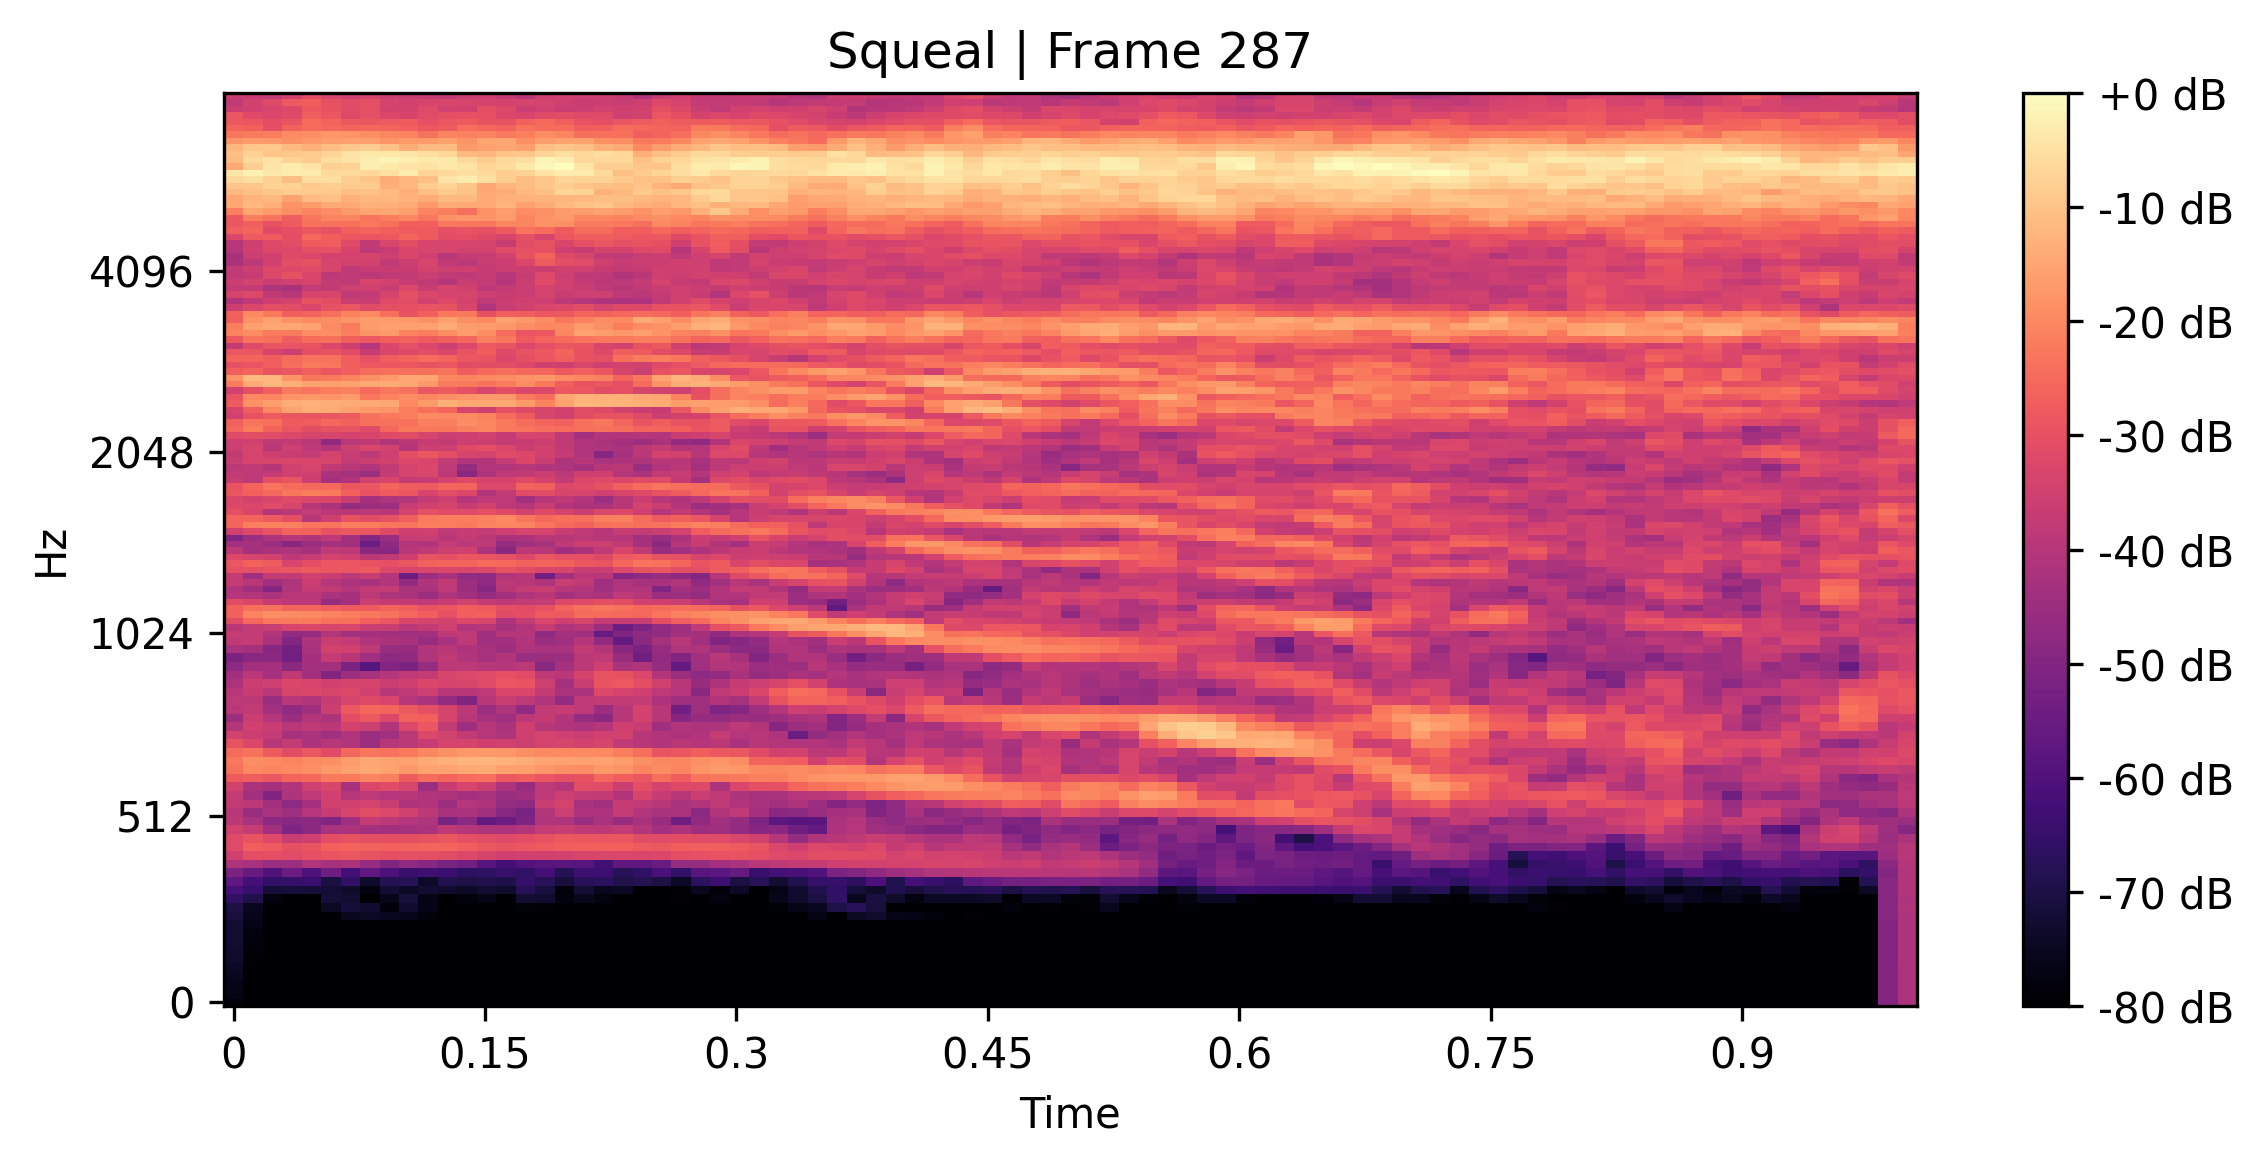 Squeal | Frame 287
+0 dB
-10 dB
-20 dB
-30 dB
-40 dB
-50 dB
-60 dB
-70 dB
-80 dB
4096
2048
1024
512
0
Hz
0 0.15 0.3 0.45 0.6 0.75 0.9
Time